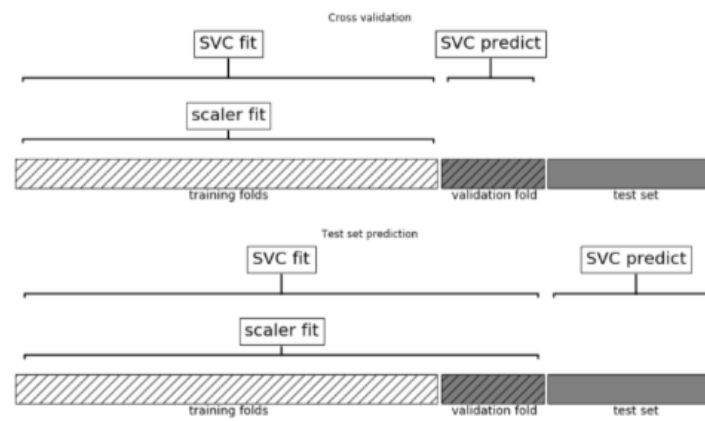 Cross validation
SVC fit SVC predict
scaler fit
training folds validation fold test set
Test set prediction
SVC fit SVC predict
scaler fit
training folds validation fold test set